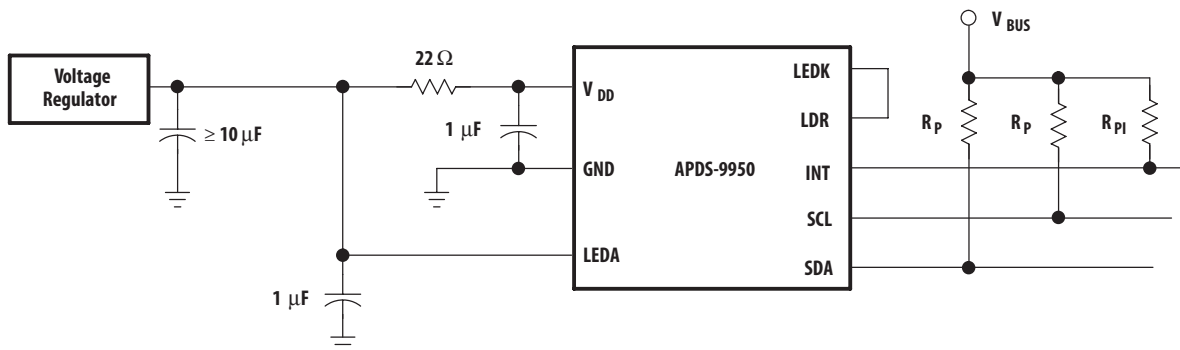 Voltage
Regulator
≥ 10 μF
22 Ω
1 μF
1 μF
V DD
GND
LEDA
APDS-9950
LEDK
LDR
INT
SCL
SDA
V BUS
R P
R P
R PI